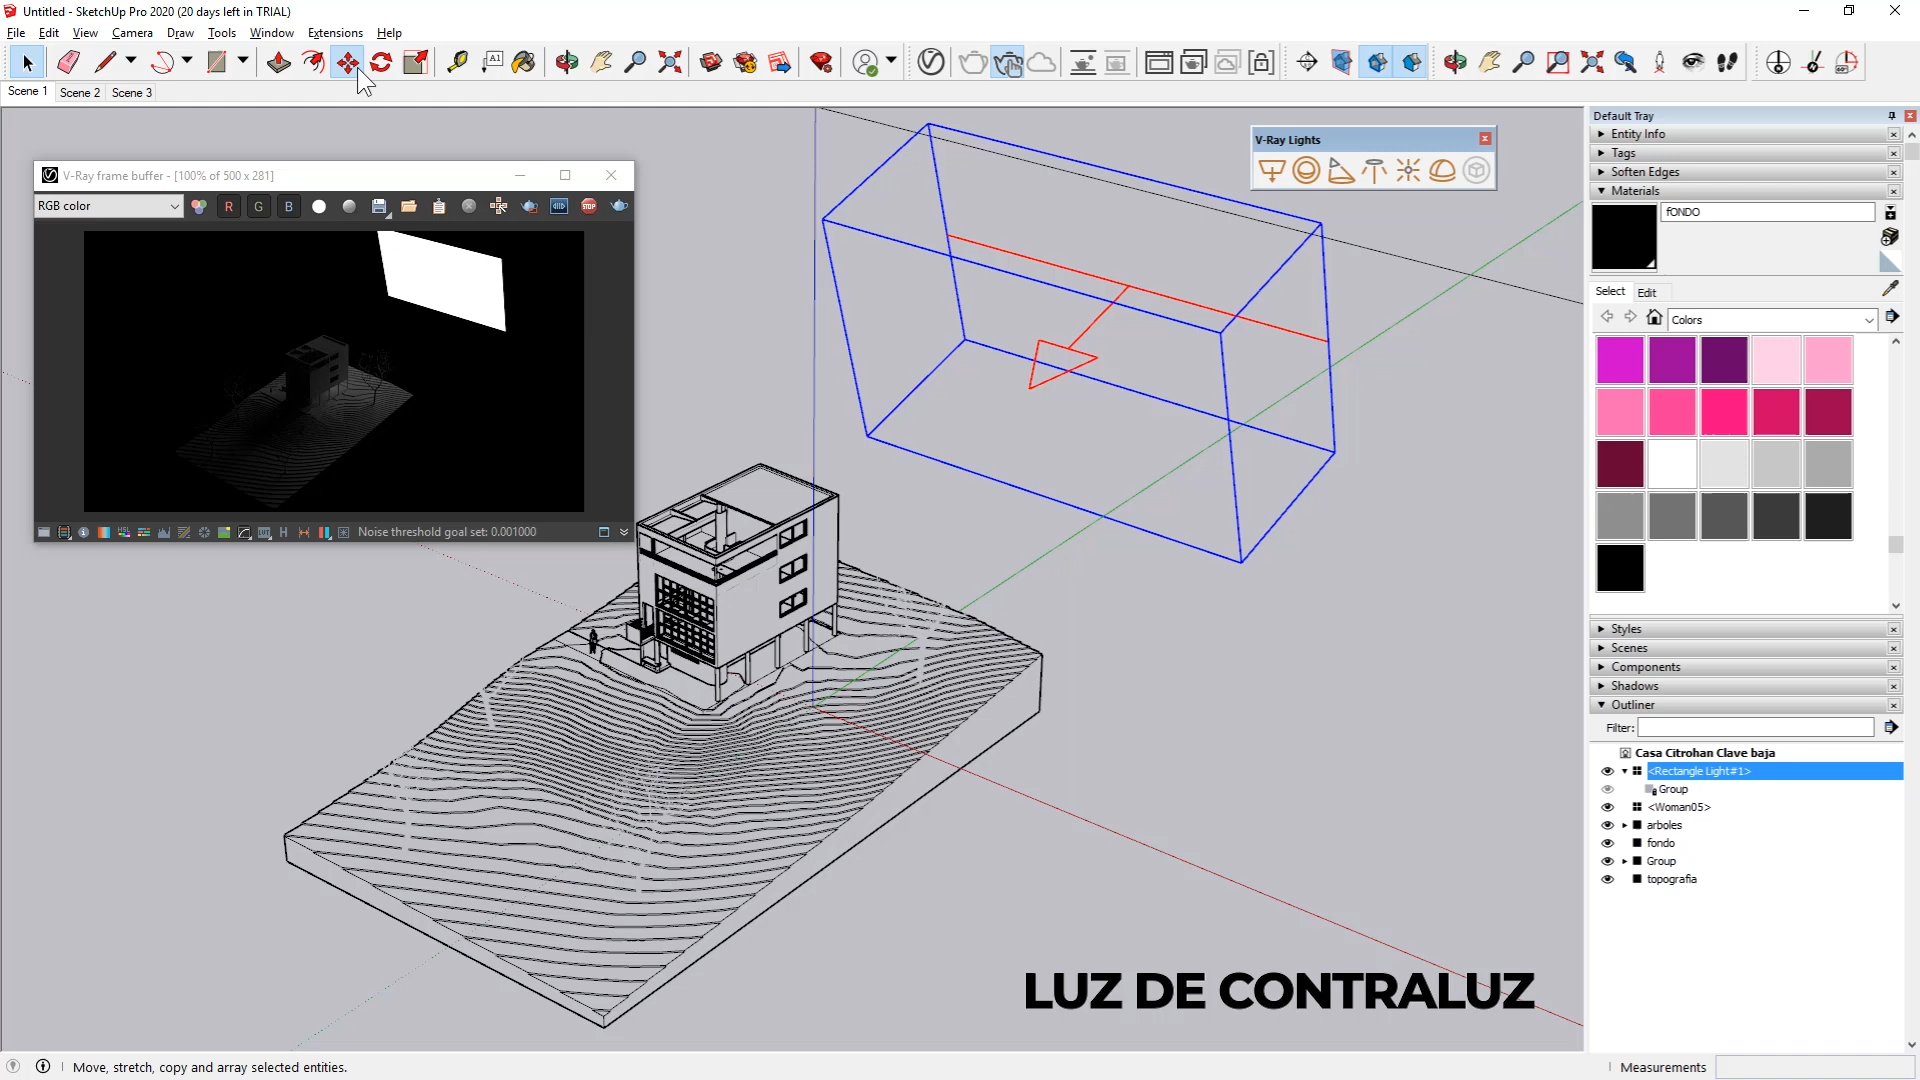 Untitled - SketchUp Pro 2020 (20 days left in TRIAL)
File Edit View Camera Draw Tools Window Extensions Help
A1
Scene 1 Scene 2 Scene 3
V-Ray frame buffer - [100% of 500 x 281]
RGB color
R G B
STOP
HSL
H
Noise threshold goal set: 0.001000
V-Ray Lights
Default Tray
Entity Info
Tags
Soften Edges
Materials
fONDO
Select Edit
Colors
Styles
Scenes
Components
Shadows
Outliner
Filter:
Casa Citrohan Clave baja
<Rectangle Light#1>
Group
<Woman05>
arboles
fondo
Group
topografia
LUZ DE CONTRALUZ
Move, stretch, copy and array selected entities.
Measurements